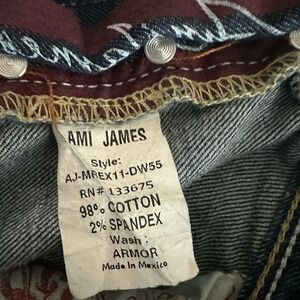 AMI JAMES
Style:
AJ-MREX11-DW55
RN# 133675
98% COTTON
2% SPANDEX
Wash :
ARMOR
Made In Mexico